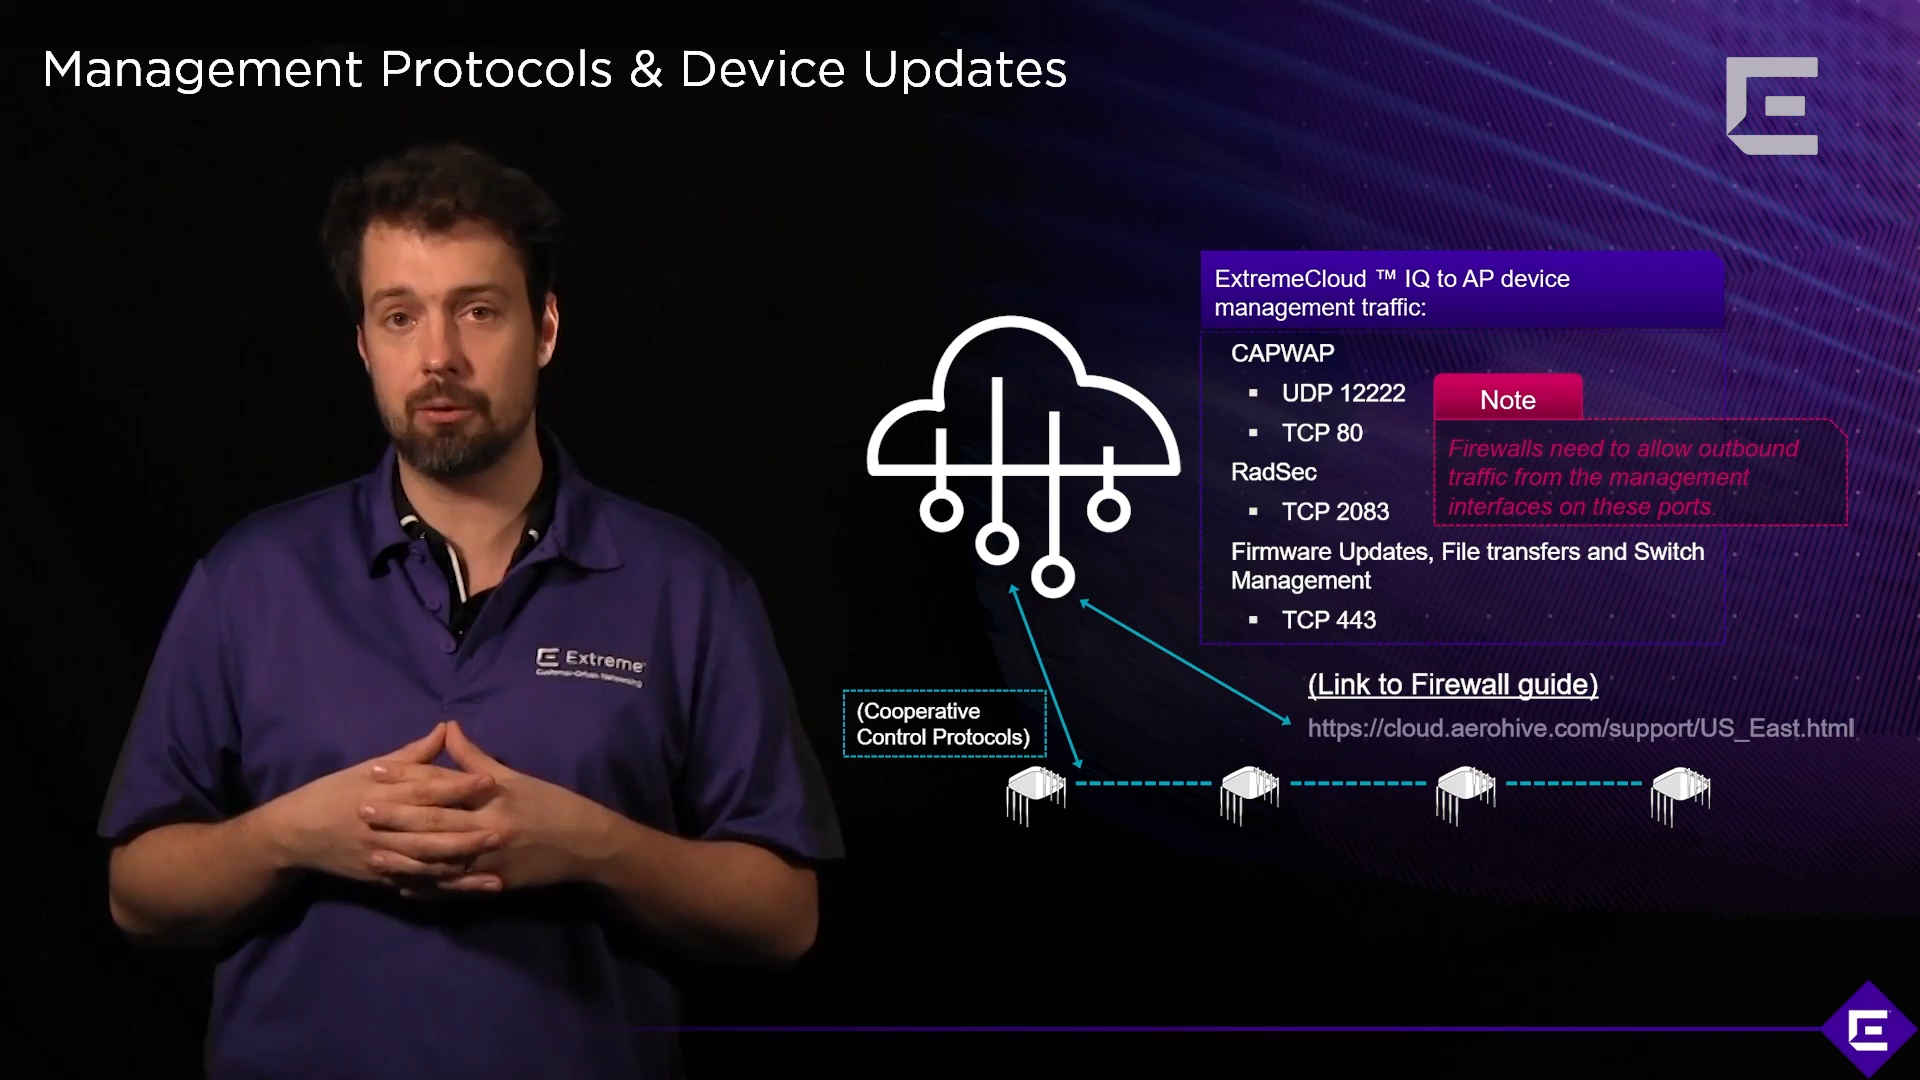 Management Protocols & Device Updates
ExtremeCloud ™ IQ to AP device
management traffic:
CAPWAP
▪ UDP 12222
▪ TCP 80
RadSec
▪ TCP 2083
Firmware Updates, File transfers and Switch
Management
▪ TCP 443
Note
Firewalls need to allow outbound
traffic from the management
interfaces on these ports.
(Link to Firewall guide)
https://cloud.aerohive.com/support/US_East.html
(Cooperative
Control Protocols)
Extreme
Customer-Driven Networking